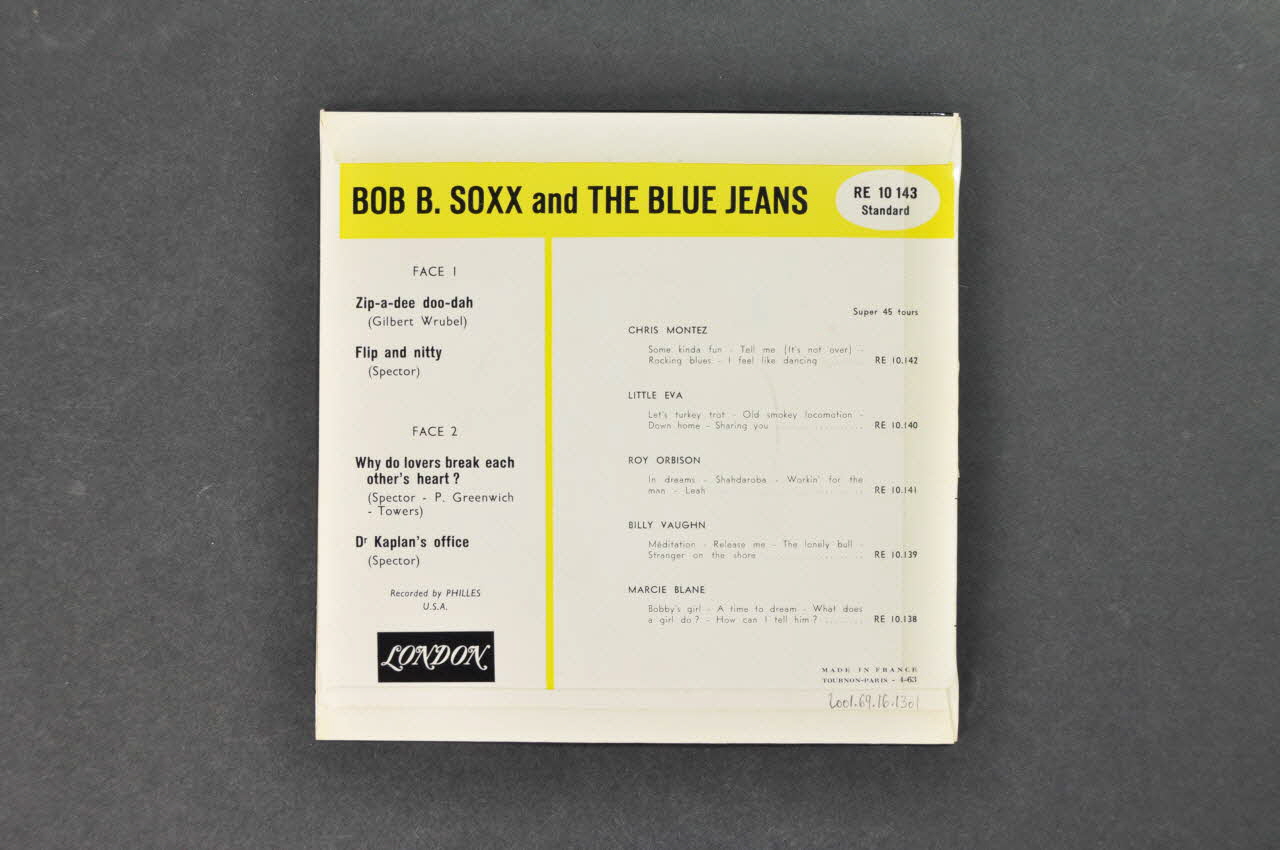 BOB B. SOXX and THE BLUE JEANS
RE 10 143
Standard
FACE 1
Zip-a-dee doo-dah
(Gilbert Wrubel)
Flip and nitty
(Spector)
FACE 2
Why do lovers break each
other's heart ?
(Spector - P. Greenwich
- Towers)
Dr Kaplan's office
(Spector)
Recorded by PHILLES
U.S.A.
LONDON
Super 45 tours
CHRIS MONTEZ
Some kinda fun - Tell me (It's not over) -
Rocking blues - I feel like dancing ........ RE 10.142
LITTLE EVA
Let's turkey trot - Old smokey locomotion -
Down home - Sharing you ................ RE 10.140
ROY ORBISON
In dreams - Shahdaroba - Workin' for the
man - Leah ................ RE 10.141
BILLY VAUGHN
Méditation - Release me - The lonely bull -
Stranger on the shore ................ RE 10.139
MARCIE BLANE
Bobby's girl - A time to dream - What does
a girl do ? - How can I tell him ? ........ RE 10.138
MADE IN FRANCE
TOURNON-PARIS - 4-63
2001.69.16.1301